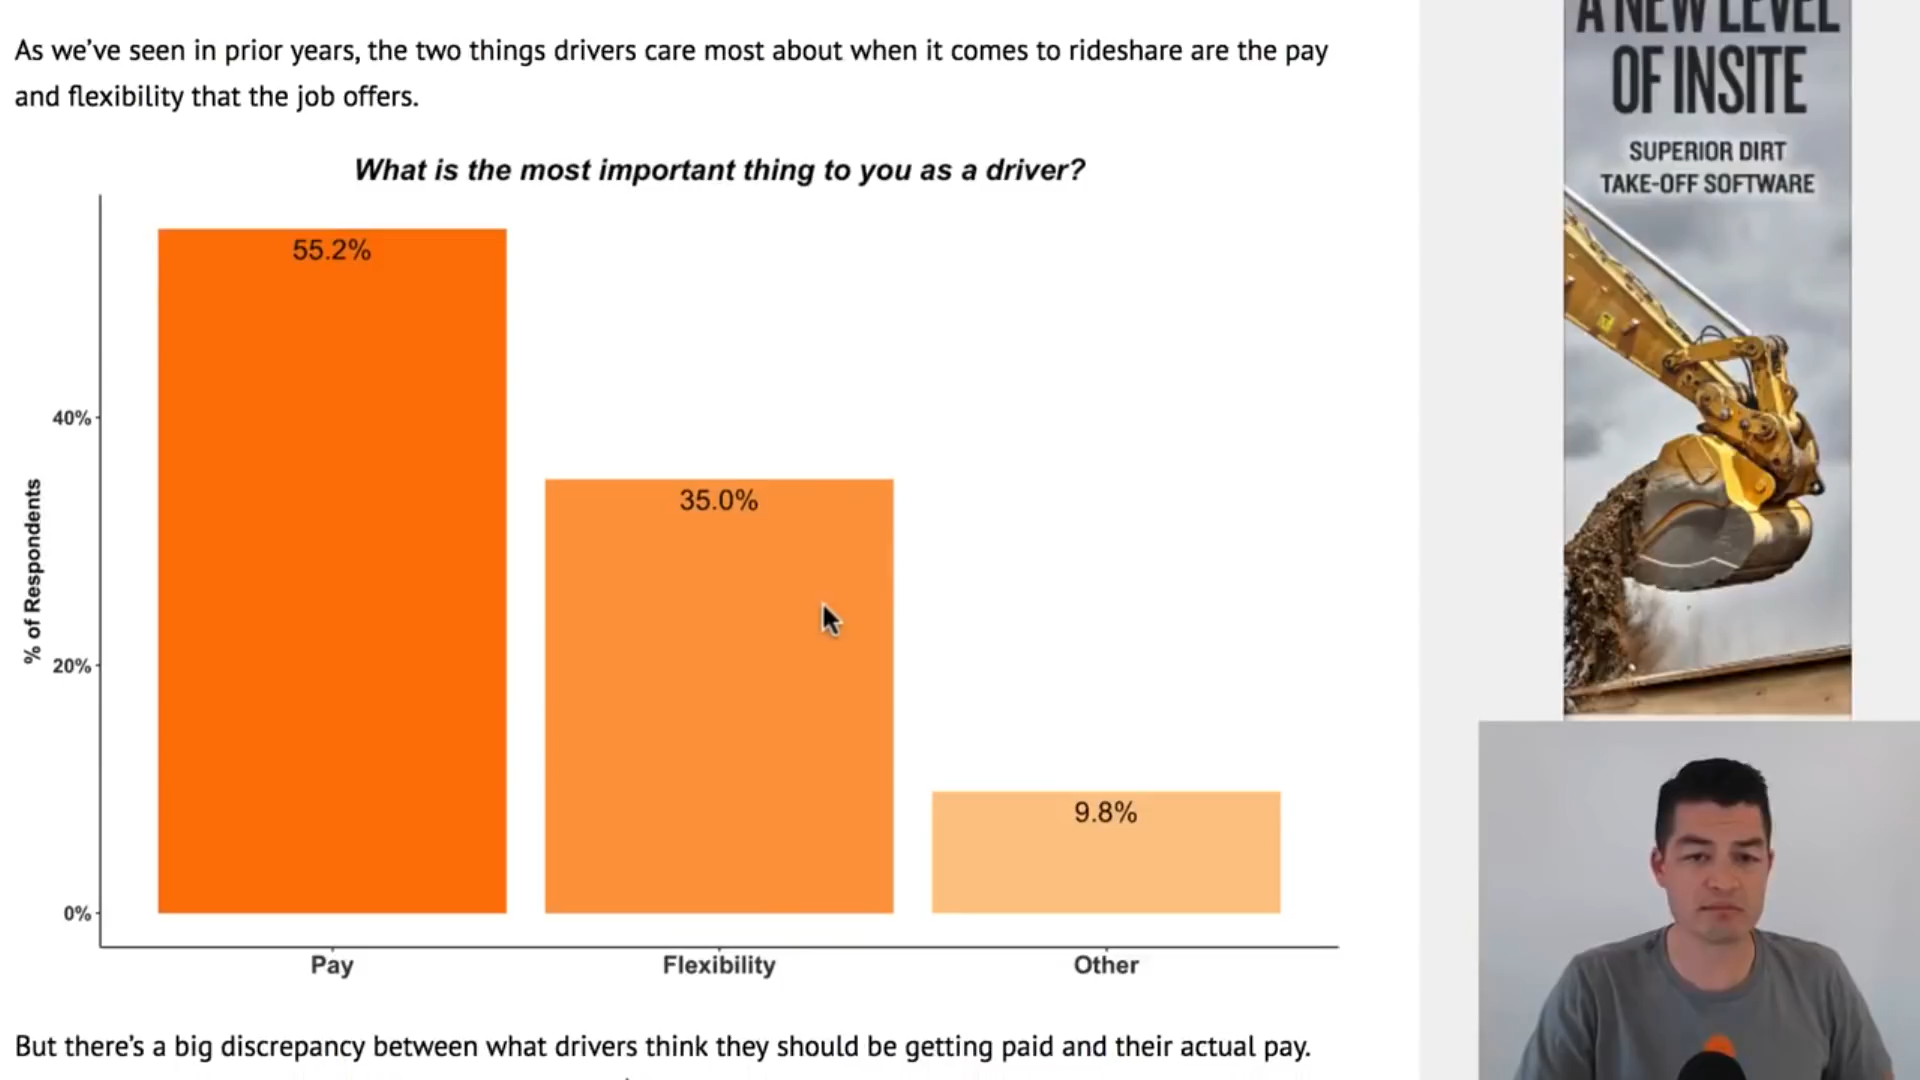 As we’ve seen in prior years, the two things drivers care most about when it comes to rideshare are the pay
and flexibility that the job offers.
What is the most important thing to you as a driver?
% of Respondents
40%
20%
0%
55.2%
35.0%
9.8%
Pay
Flexibility
Other
But there’s a big discrepancy between what drivers think they should be getting paid and their actual pay.
A NEW LEVEL
OF INSITE
SUPERIOR DIRT
TAKE-OFF SOFTWARE